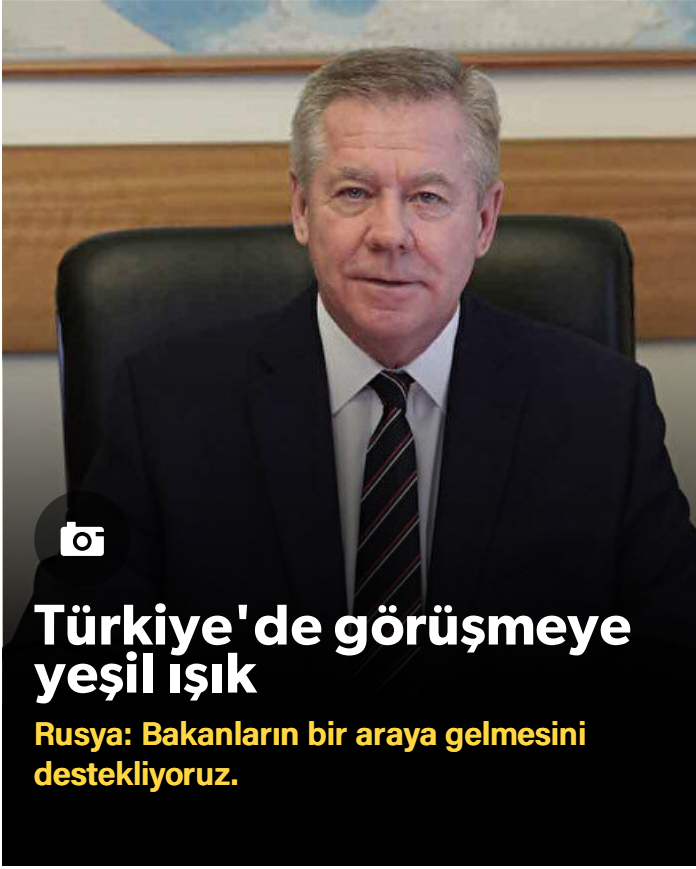 Türkiye'de görüşmeye
yeşil ışık
Rusya: Bakanların bir araya gelmesini
destekliyoruz.